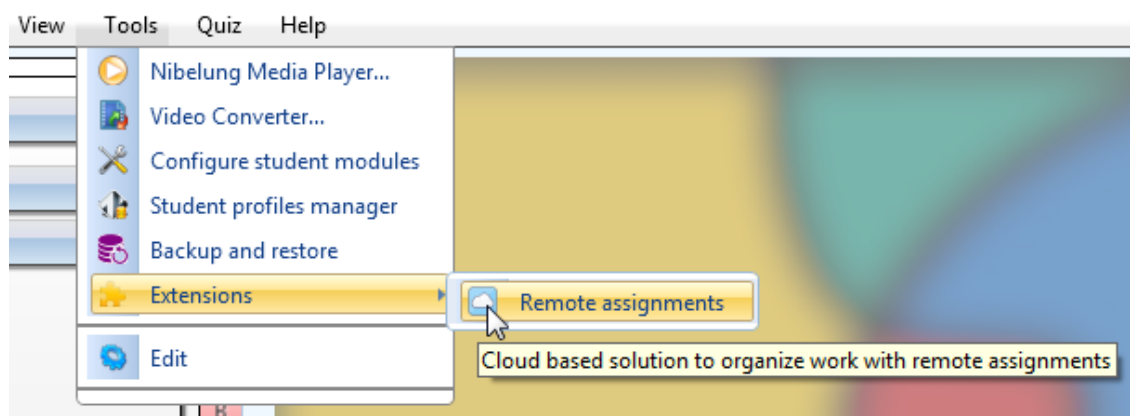 View Tools Quiz Help
Nibelung Media Player...
Video Converter...
Configure student modules
Student profiles manager
Backup and restore
Extensions
Remote assignments
Cloud based solution to organize work with remote assignments
Edit
R